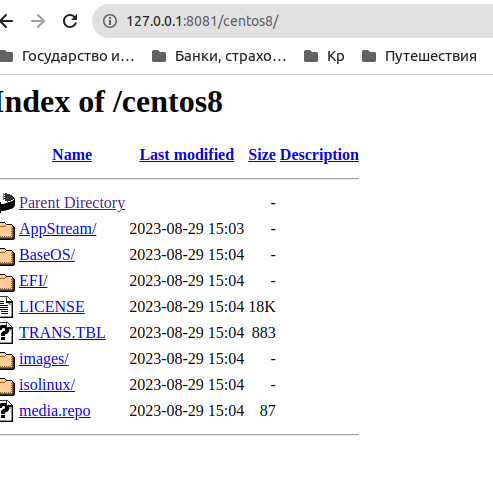 127.0.0.1:8081/centos8/
Государство и... Банки, страхо... Кр Путешествия
Index of /centos8
Name Last modified Size Description
Parent Directory -
AppStream/ 2023-08-29 15:03 -
BaseOS/ 2023-08-29 15:04 -
EFI/ 2023-08-29 15:04 -
LICENSE 2023-08-29 15:04 18K
TRANS.TBL 2023-08-29 15:04 883
images/ 2023-08-29 15:04 -
isolinux/ 2023-08-29 15:04 -
media.repo 2023-08-29 15:04 87